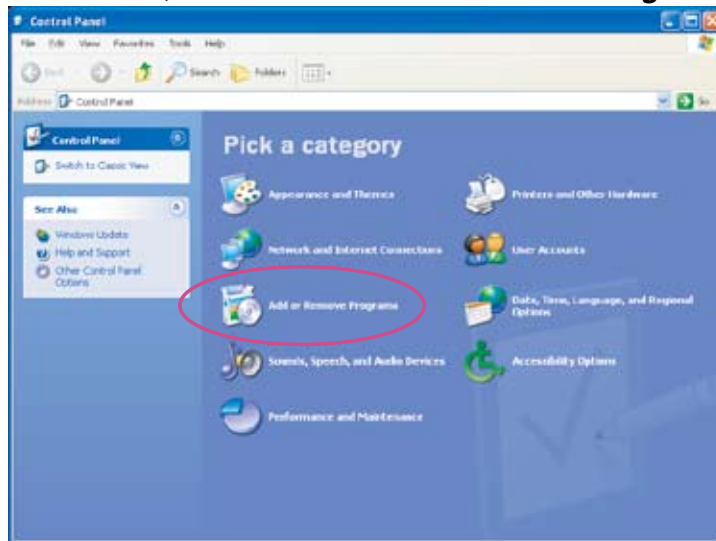 Control Panel
File Edit View Favorites Tools Help
Back Search Folders
Address Control Panel Go
Control Panel
Switch to Classic View
See Also
Windows Update
Help and Support
Other Control Panel
Options
Pick a category
Appearance and Themes
Printers and Other Hardware
Network and Internet Connections
User Accounts
Add or Remove Programs
Date, Time, Language, and Regional
Options
Sounds, Speech, and Audio Devices
Accessibility Options
Performance and Maintenance